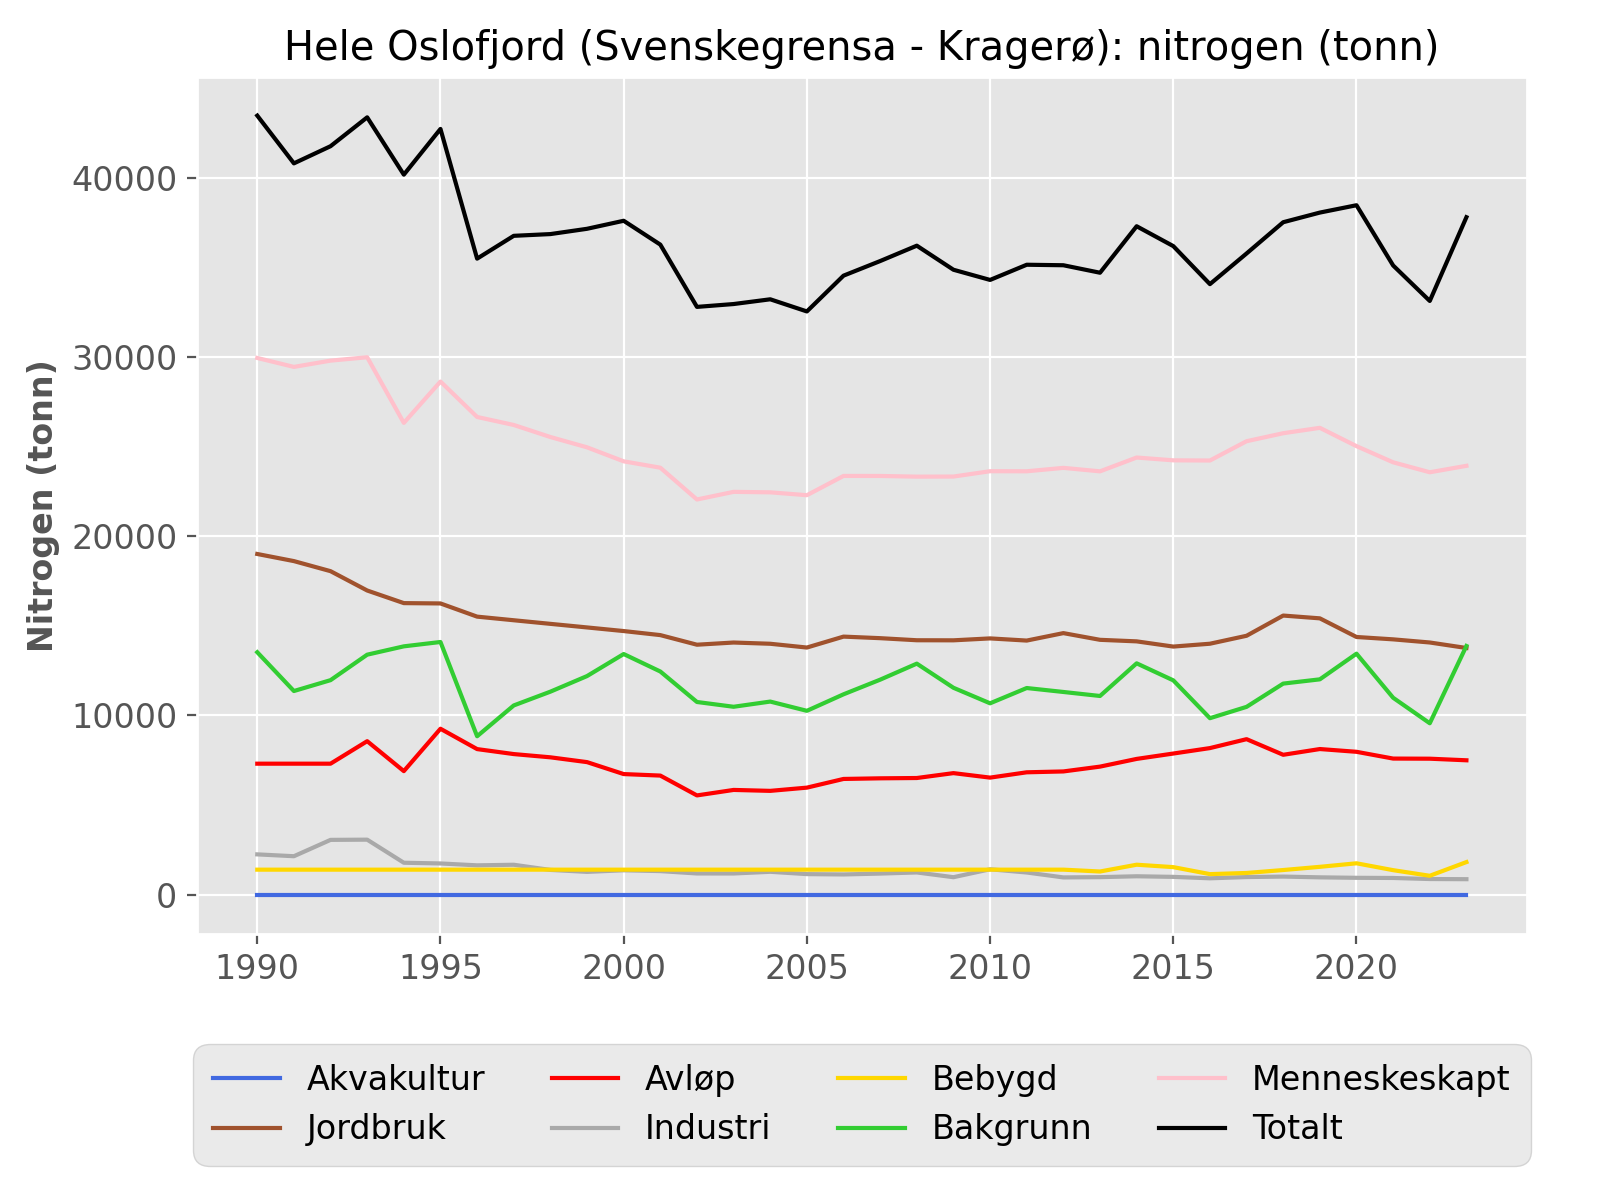 Hele Oslofjord (Svenskegrensa - Kragerø): nitrogen (tonn)
Nitrogen (tonn)
40000
30000
20000
10000
0
1990 1995 2000 2005 2010 2015 2020
Akvakultur Avløp Bebygd Menneskeskapt
Jordbruk Industri Bakgrunn Totalt